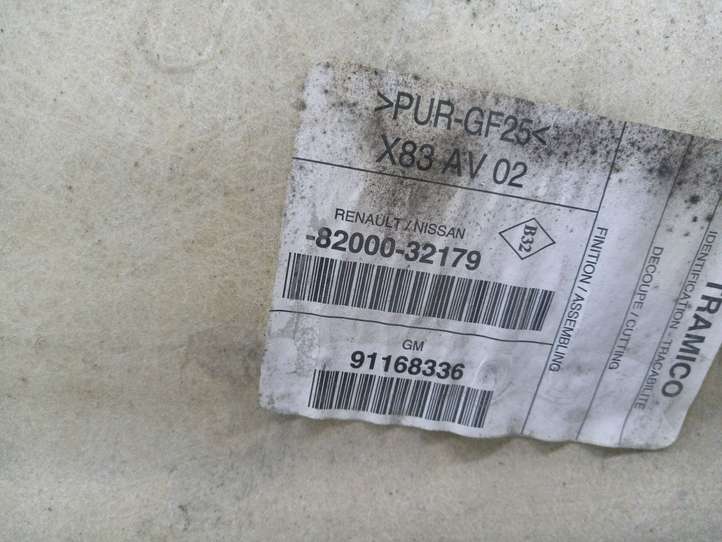 >PUR-GF25<
X83 AV 02
RENAULT / NISSAN
-82000-32179
B32
GM
91168336
FINITION / ASSEMBLING
DECOUPE / CUTTING
IDENTIFICATION - TRACABILITE
TRAMICO